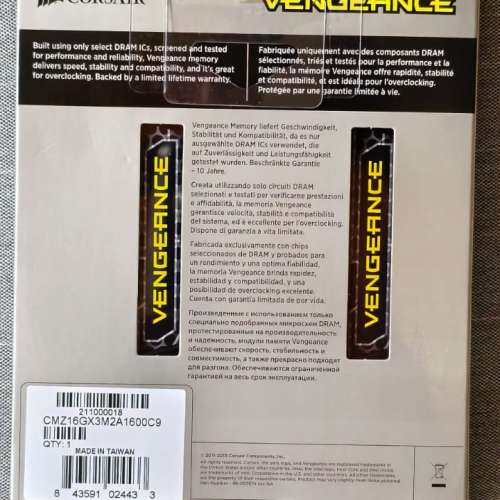 CORSAIR
VENGEANCE
Built using only select DRAM ICs, screened and tested
for performance and reliability, Vengeance memory
delivers speed, stability and compatibility, and it's great
for overclocking. Backed by a limited lifetime warranty.
Fabriquée uniquement avec des composants DRAM
sélectionnés, triés et testés pour la performance et la
fiabilité, la mémoire Vengeance offre rapidité, stabilité
et compatibilité, et est idéale pour l'overclocking.
Protégée par une garantie limitée à vie.
Vengeance Memory liefert Geschwindigkeit,
Stabilität und Kompatibilität, da es nur
ausgewählte DRAM ICs verwendet, die
auf Zuverlässigkeit und Leistungsfähigkeit
getestet wurden. Beschränkte Garantie
– 10 Jahre.
Creata utilizzando solo circuiti DRAM
selezionati e testati per verificarne prestazioni
e affidabilità, la memoria Vengeance
garantisce velocità, stabilità e compatibilità
del sistema, ed è eccellente per l'overclocking.
Dispone di garanzia a vita limitata.
Fabricada exclusivamente con chips
seleccionados de DRAM y probados para
un rendimiento y una optima fiabilidad,
la memoria Vengeance brinda rapidez,
estabilidad y compatibilidad, y una
posibilidad de overclocking excelente.
Cuenta con garantía limitada de por vida.
Произведенные с использованием только
специально подобранных микросхем DRAM,
протестированные на производительность
и надежность, модули памяти Vengeance
обеспечивают скорость, стабильность и
совместимость, а также прекрасно подходят
для разгона. Обеспечиваются ограниченной
гарантией на весь срок эксплуатации.
VENGEANCE
VENGEANCE
211000018
CMZ16GX3M2A1600C9
QTY: 1
MADE IN TAIWAN
8 43591 02443 3